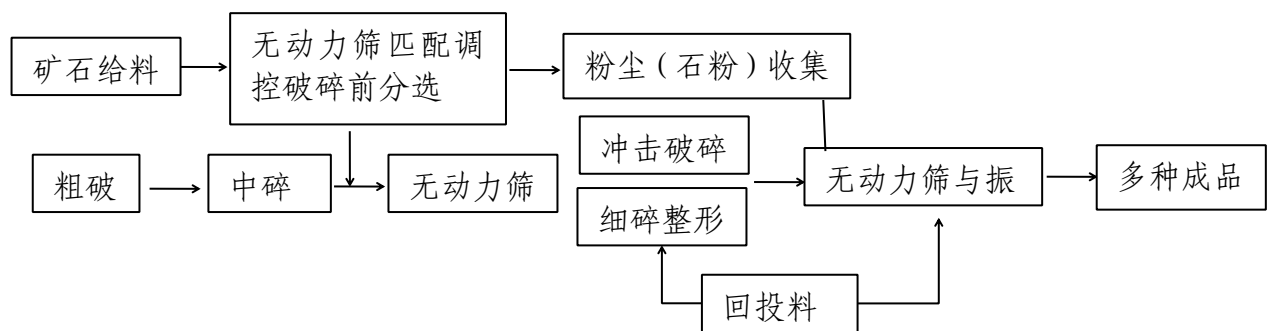 矿石给料
无动力筛匹配调
控破碎前分选
粉尘（石粉）收集
粗破
中碎
无动力筛
冲击破碎
细碎整形
无动力筛与振
多种成品
回投料